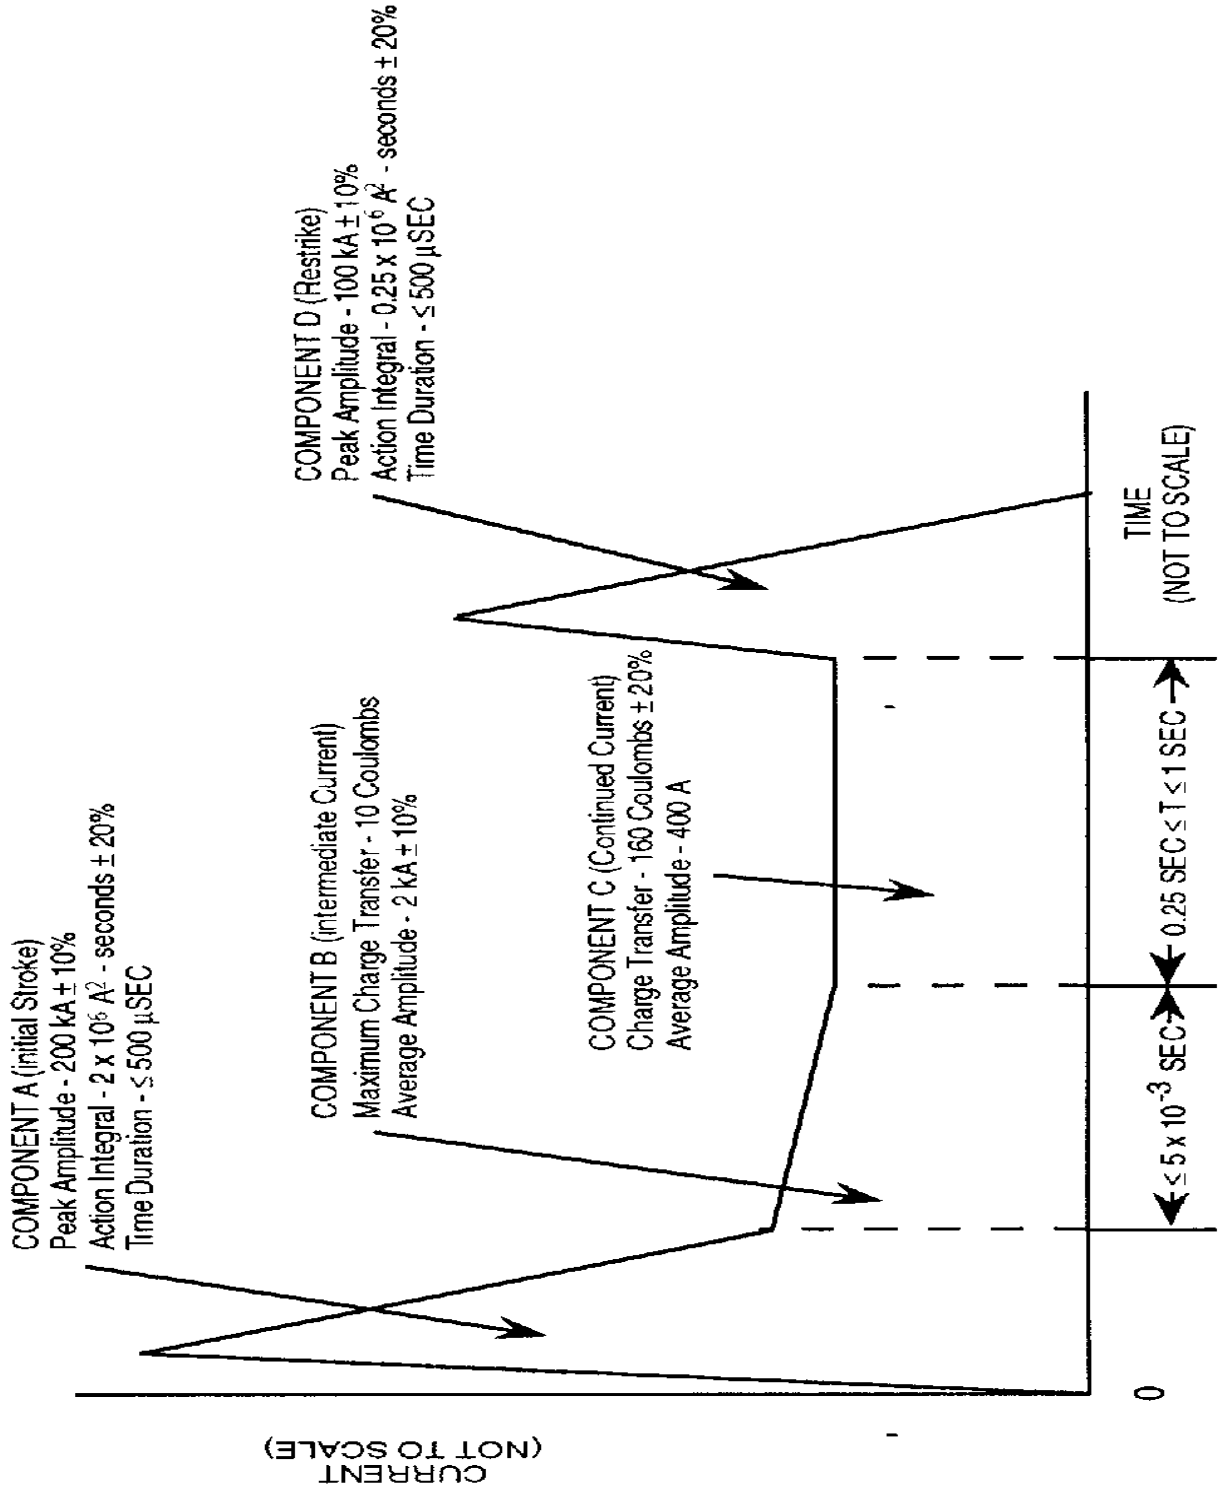 COMPONENT A (initial Stroke)
Peak Amplitude - 200 kA ± 10%
Action Integral - 2 x 10⁶ A² - seconds ± 20%
Time Duration - ≤ 500 µSEC
COMPONENT B (intermediate Current)
Maximum Charge Transfer - 10 Coulombs
Average Amplitude - 2 kA ± 10%
COMPONENT C (Continued Current)
Charge Transfer - 160 Coulombs ± 20%
Average Amplitude - 400 A
COMPONENT D (Restrike)
Peak Amplitude - 100 kA ± 10%
Action Integral - 0.25 x 10⁶ A² - seconds ± 20%
Time Duration - ≤ 500 µSEC
CURRENT
(NOT TO SCALE)
0
≤ 5 x 10⁻³ SEC
0.25 SEC ≤ T ≤ 1 SEC
TIME
(NOT TO SCALE)